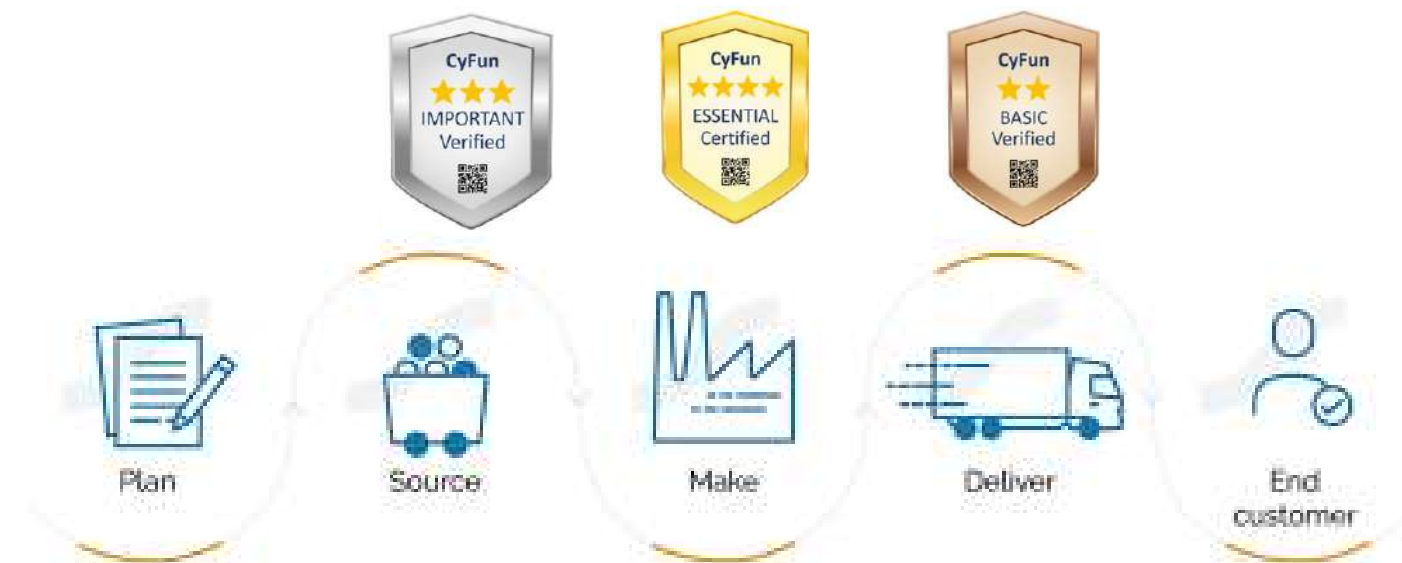 CyFun
IMPORTANT
Verified
CyFun
ESSENTIAL
Certified
CyFun
BASIC
Verified
Plan
Source
Make
Deliver
End
customer